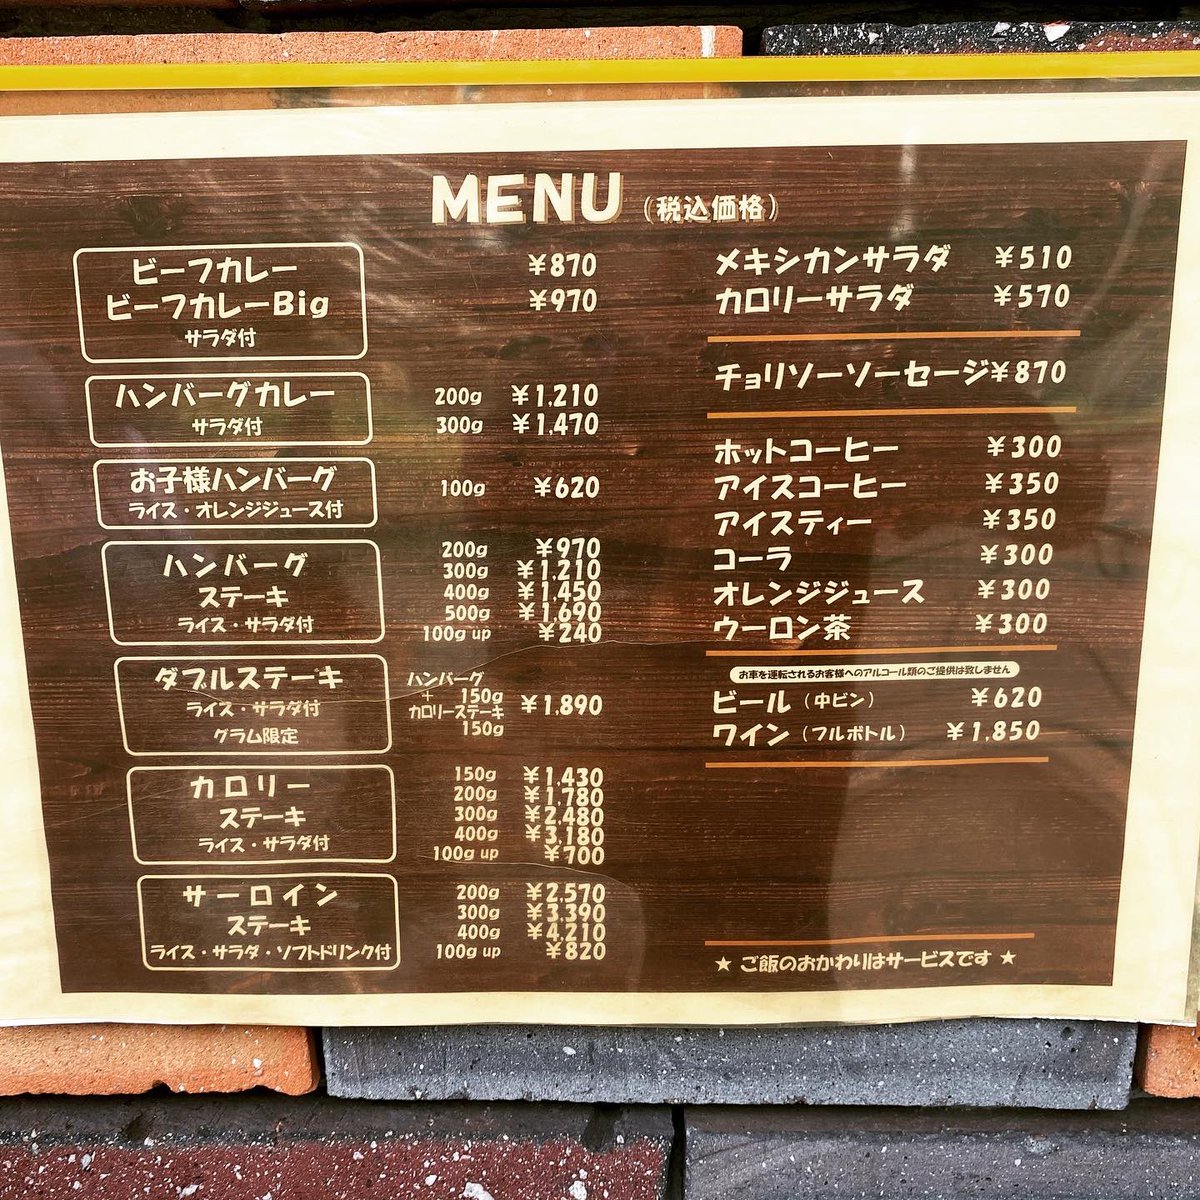 MENU (税込価格)
ビーフカレー ¥870
ビーフカレーBig ¥970
サラダ付
ハンバーグカレー 200g ¥1,210
サラダ付 300g ¥1,470
お子様ハンバーグ 100g ¥620
ライス・オレンジジュース付
ハンバーグ
ステーキ
ライス・サラダ付
200g ¥970
300g ¥1,210
400g ¥1,450
500g ¥1,690
100g up ¥240
ダブルステーキ
ライス・サラダ付
グラム限定
ハンバーグ
+ 150g
カロリーステーキ
150g
¥1,890
カロリー
ステーキ
ライス・サラダ付
150g ¥1,430
200g ¥1,780
300g ¥2,480
400g ¥3,180
100g up ¥700
サーロイン
ステーキ
ライス・サラダ・ソフトドリンク付
200g ¥2,570
300g ¥3,390
400g ¥4,210
100g up ¥820
メキシカンサラダ ¥510
カロリーサラダ ¥570
チョリソーソーセージ¥870
ホットコーヒー ¥300
アイスコーヒー ¥350
アイスティー ¥350
コーラ ¥300
オレンジジュース ¥300
ウーロン茶 ¥300
お車を運転されるお客様へのアルコール類のご提供は致しません
ビール (中ビン) ¥620
ワイン (フルボトル) ¥1,850
★ ご飯のおかわりはサービスです ★